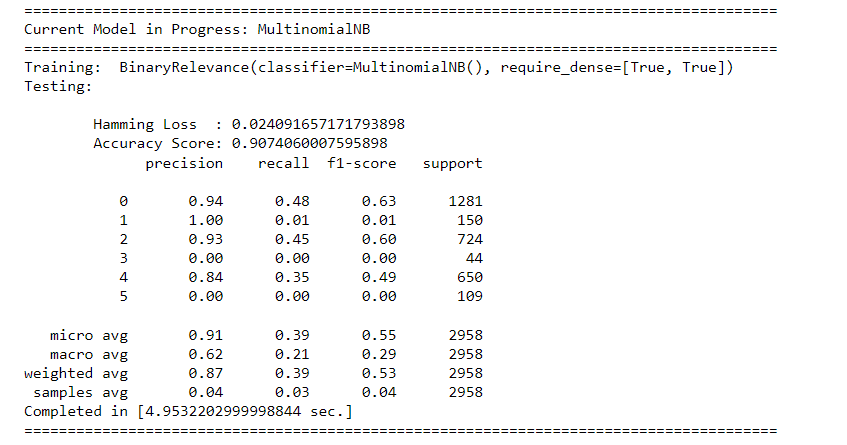 ================================================================================
Current Model in Progress: MultinomialNB
================================================================================
Training:  BinaryRelevance(classifier=MultinomialNB(), require_dense=[True, True])
Testing:
Hamming Loss  : 0.024091657171793898
Accuracy Score: 0.9074060007595898
precision    recall  f1-score   support
0       0.94      0.48      0.63      1281
1       1.00      0.01      0.01       150
2       0.93      0.45      0.60       724
3       0.00      0.00      0.00        44
4       0.84      0.35      0.49       650
5       0.00      0.00      0.00       109
micro avg       0.91      0.39      0.55      2958
macro avg       0.62      0.21      0.29      2958
weighted avg       0.87      0.39      0.53      2958
samples avg       0.04      0.03      0.04      2958
Completed in [4.9532202999998844 sec.]
================================================================================